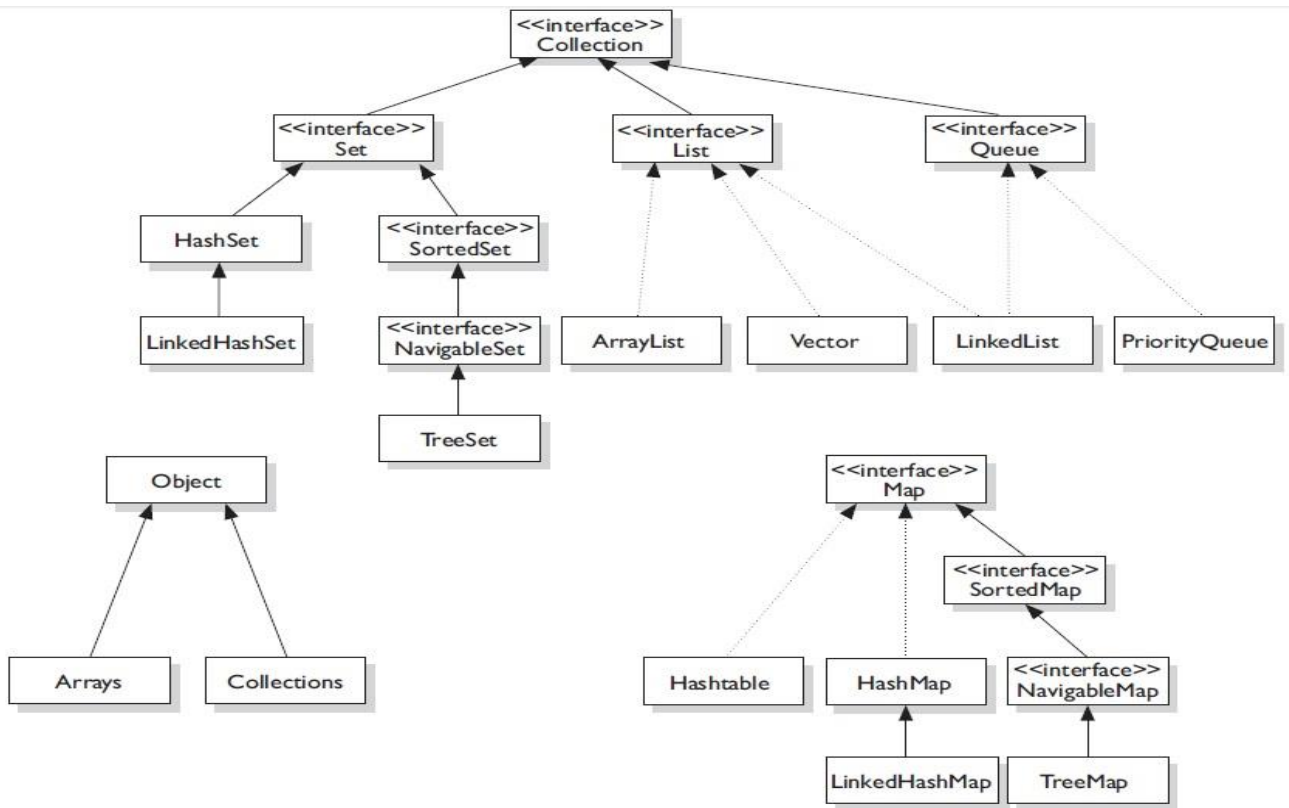 <<interface>>
Collection
<<interface>>
Set
<<interface>>
List
<<interface>>
Queue
HashSet
<<interface>>
SortedSet
LinkedHashSet
<<interface>>
NavigableSet
ArrayList
Vector
LinkedList
PriorityQueue
TreeSet
Object
<<interface>>
Map
<<interface>>
SortedMap
Arrays
Collections
Hashtable
HashMap
<<interface>>
NavigableMap
LinkedHashMap
TreeMap